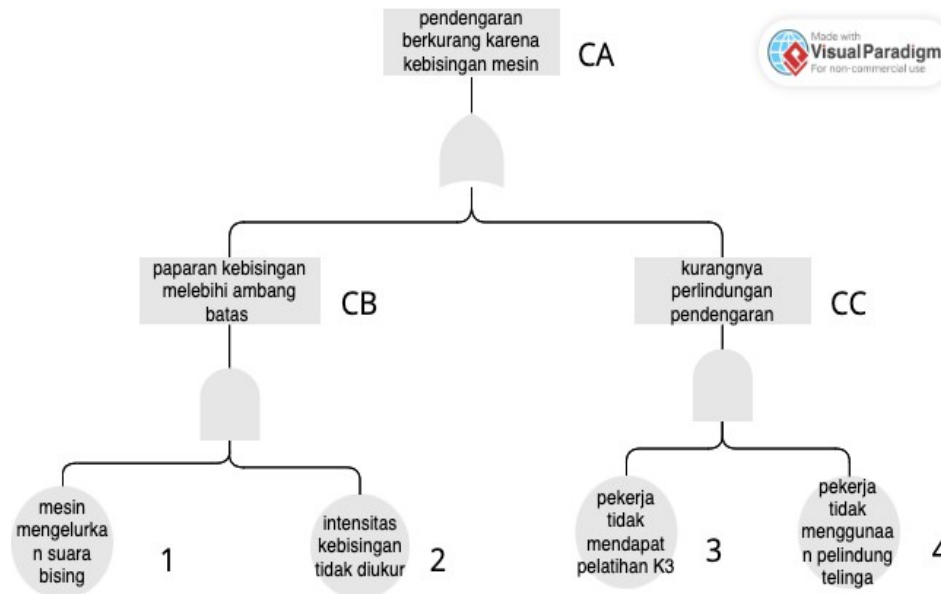 pendengaran
berkurang karena
kebisingan mesin
CA
Made with
Visual Paradigm
For non-commercial use
paparan kebisingan
melebihi ambang
batas
CB
kurangnya
perlindungan
pendengaran
CC
mesin
mengelurka
n suara
bising
1
intensitas
kebisingan
tidak diukur
2
pekerja
tidak
mendapat
pelatihan K3
3
pekerja
tidak
menggunaa
n pelindung
telinga
4